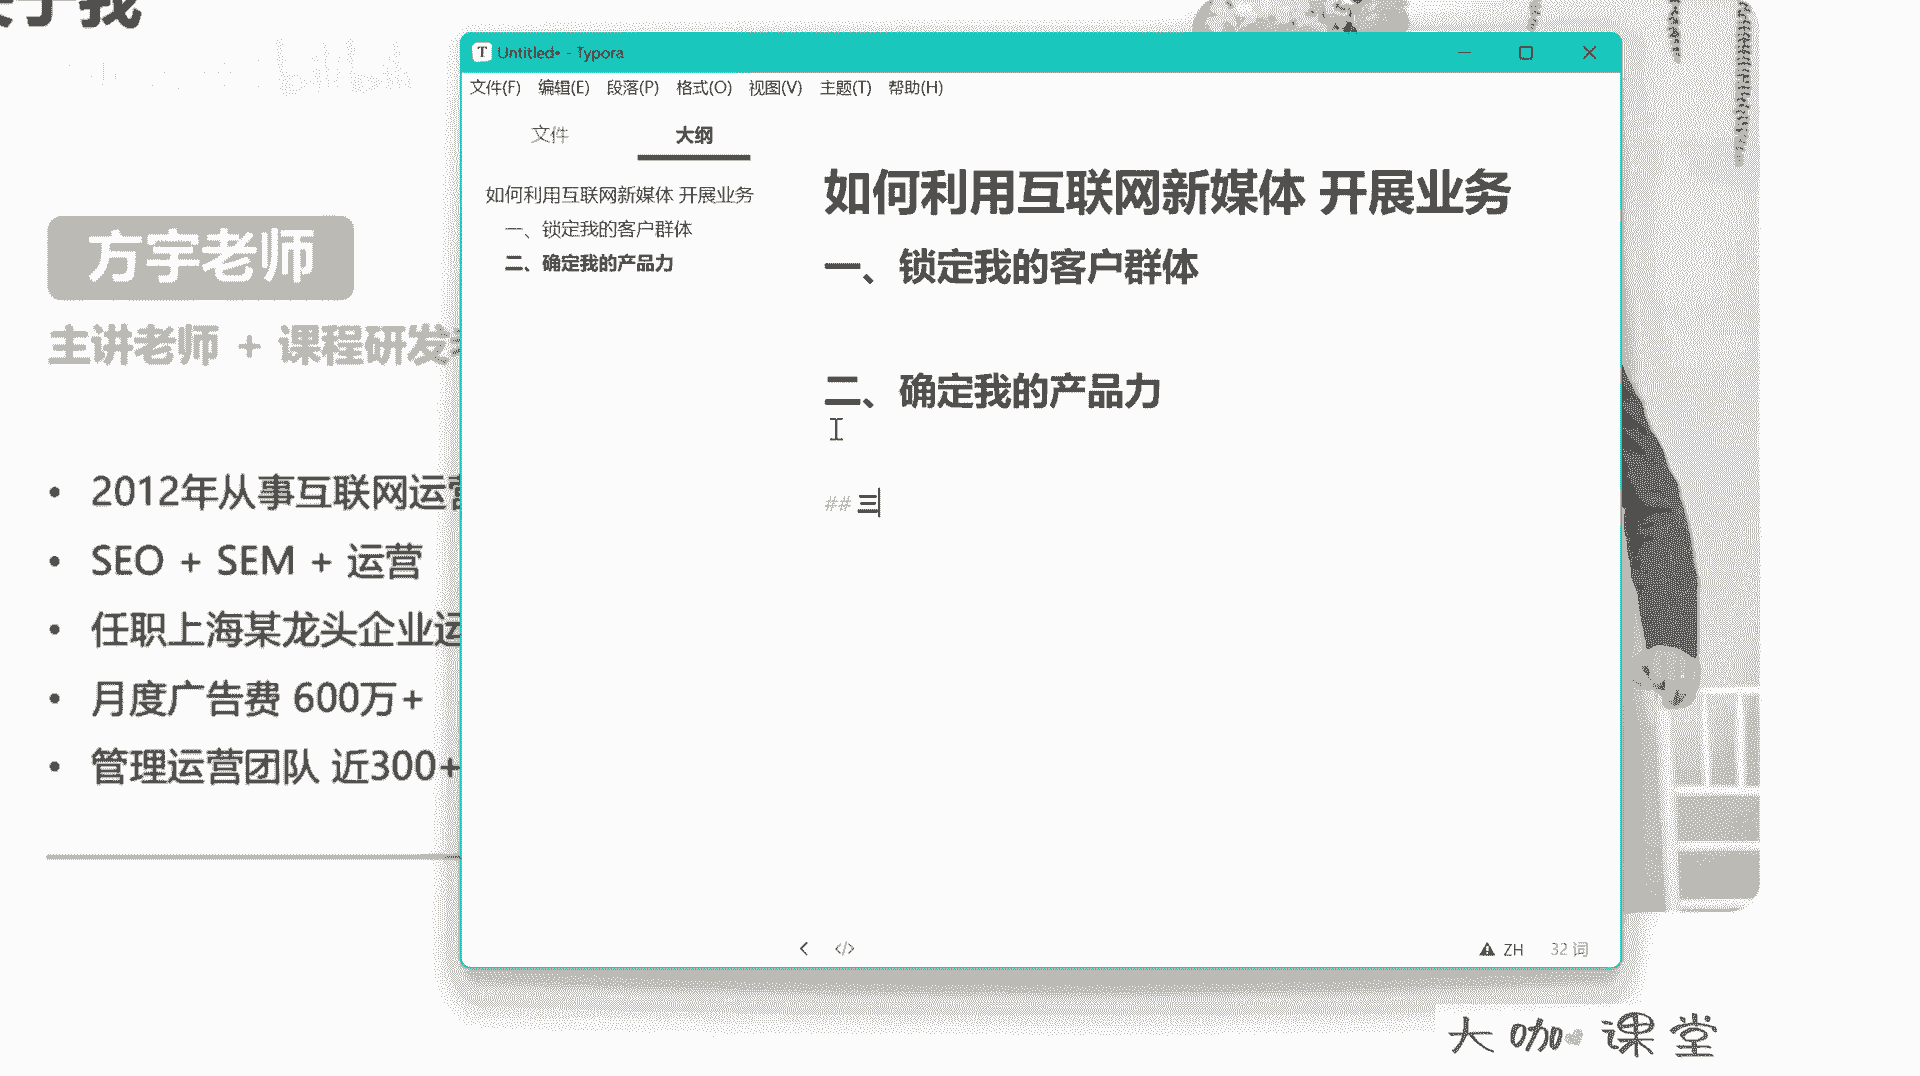 关于我
bilibili
方宇老师
主讲老师 + 课程研发
2012年从事互联网运营
SEO + SEM + 运营
任职上海某龙头企业运
月度广告费 600万+
管理运营团队 近300+
Untitled• - Typora
文件(F) 编辑(E) 段落(P) 格式(O) 视图(V) 主题(T) 帮助(H)
文件 大纲
如何利用互联网新媒体 开展业务
一、锁定我的客户群体
二、确定我的产品力
如何利用互联网新媒体 开展业务
一、锁定我的客户群体
二、确定我的产品力
## 三
</> ZH 32 词
大咖课堂